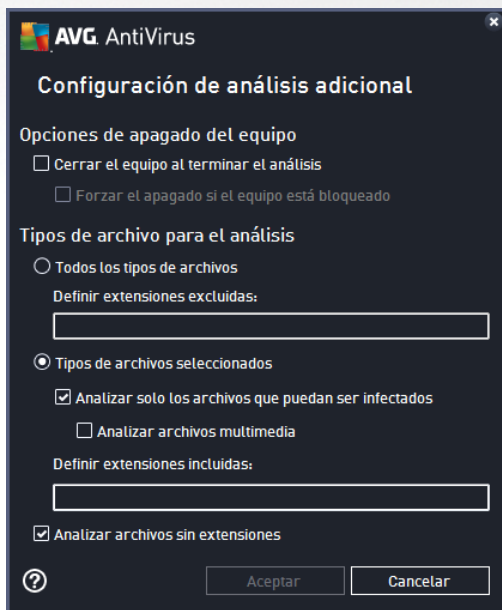 AVG. AntiVirus
Configuración de análisis adicional
Opciones de apagado del equipo
Cerrar el equipo al terminar el análisis
Forzar el apagado si el equipo está bloqueado
Tipos de archivo para el análisis
Todos los tipos de archivos
Definir extensiones excluidas:
Tipos de archivos seleccionados
Analizar solo los archivos que puedan ser infectados
Analizar archivos multimedia
Definir extensiones incluidas:
Analizar archivos sin extensiones
? Aceptar Cancelar